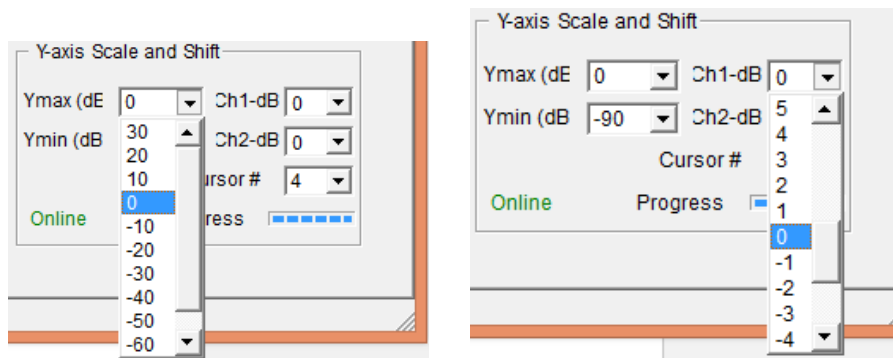 Y-axis Scale and Shift
Ymax (dE 0 Ch1-dB 0
Ymin (dB Ch2-dB 0
30
20
10
0
-10
-20
-30
-40
-50
-60
ursor # 4
Online ress
Y-axis Scale and Shift
Ymax (dE 0 Ch1-dB 0
Ymin (dB -90 Ch2-dB
5
4
3
2
1
0
-1
-2
-3
-4
Cursor #
Online Progress